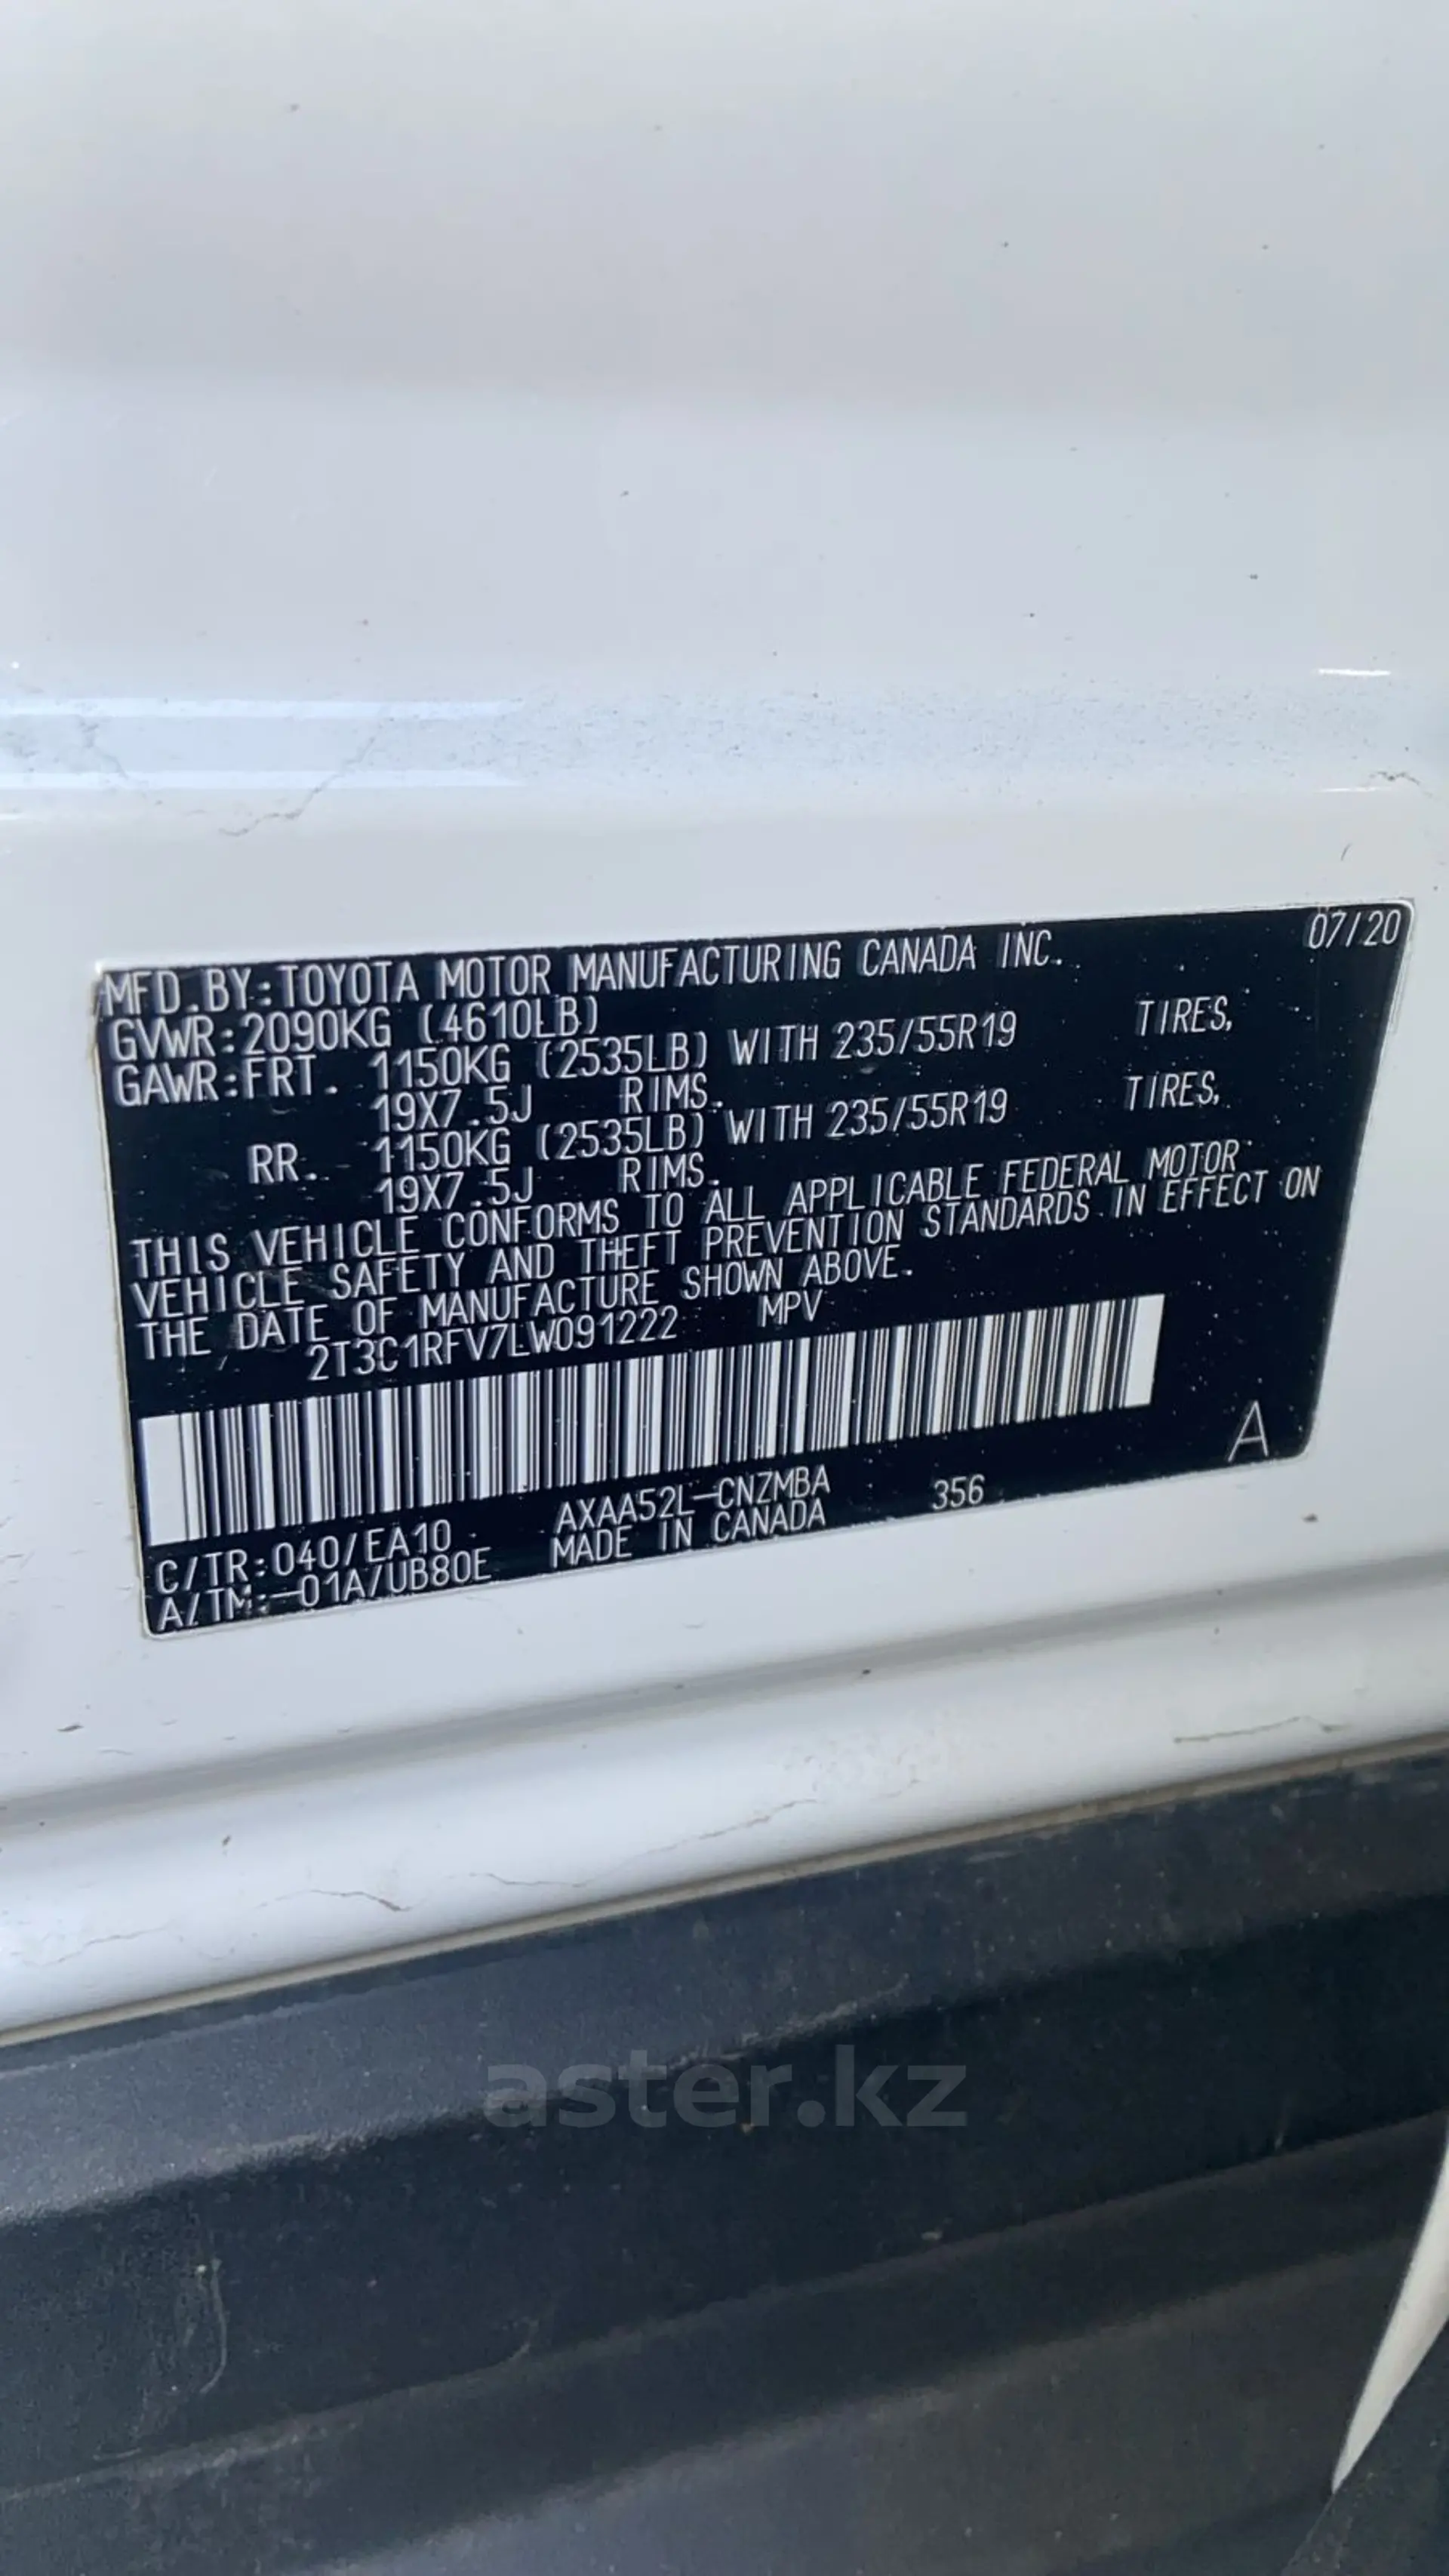 07/20
MFD.BY:TOYOTA MOTOR MANUFACTURING CANADA INC.
GVWR:2090KG (4610LB)
GAWR:FRT. 1150KG (2535LB) WITH 235/55R19 TIRES,
19X7.5J RIMS.
RR. 1150KG (2535LB) WITH 235/55R19 TIRES,
19X7.5J RIMS.
THIS VEHICLE CONFORMS TO ALL APPLICABLE FEDERAL MOTOR
VEHICLE SAFETY AND THEFT PREVENTION STANDARDS IN EFFECT ON
THE DATE OF MANUFACTURE SHOWN ABOVE.
2T3C1RFV7LW091222 MPV
A
C/TR:040/EA10 AXAA52L-CNZMBA 356
A/TM:-01A/UB80E MADE IN CANADA
aster.kz